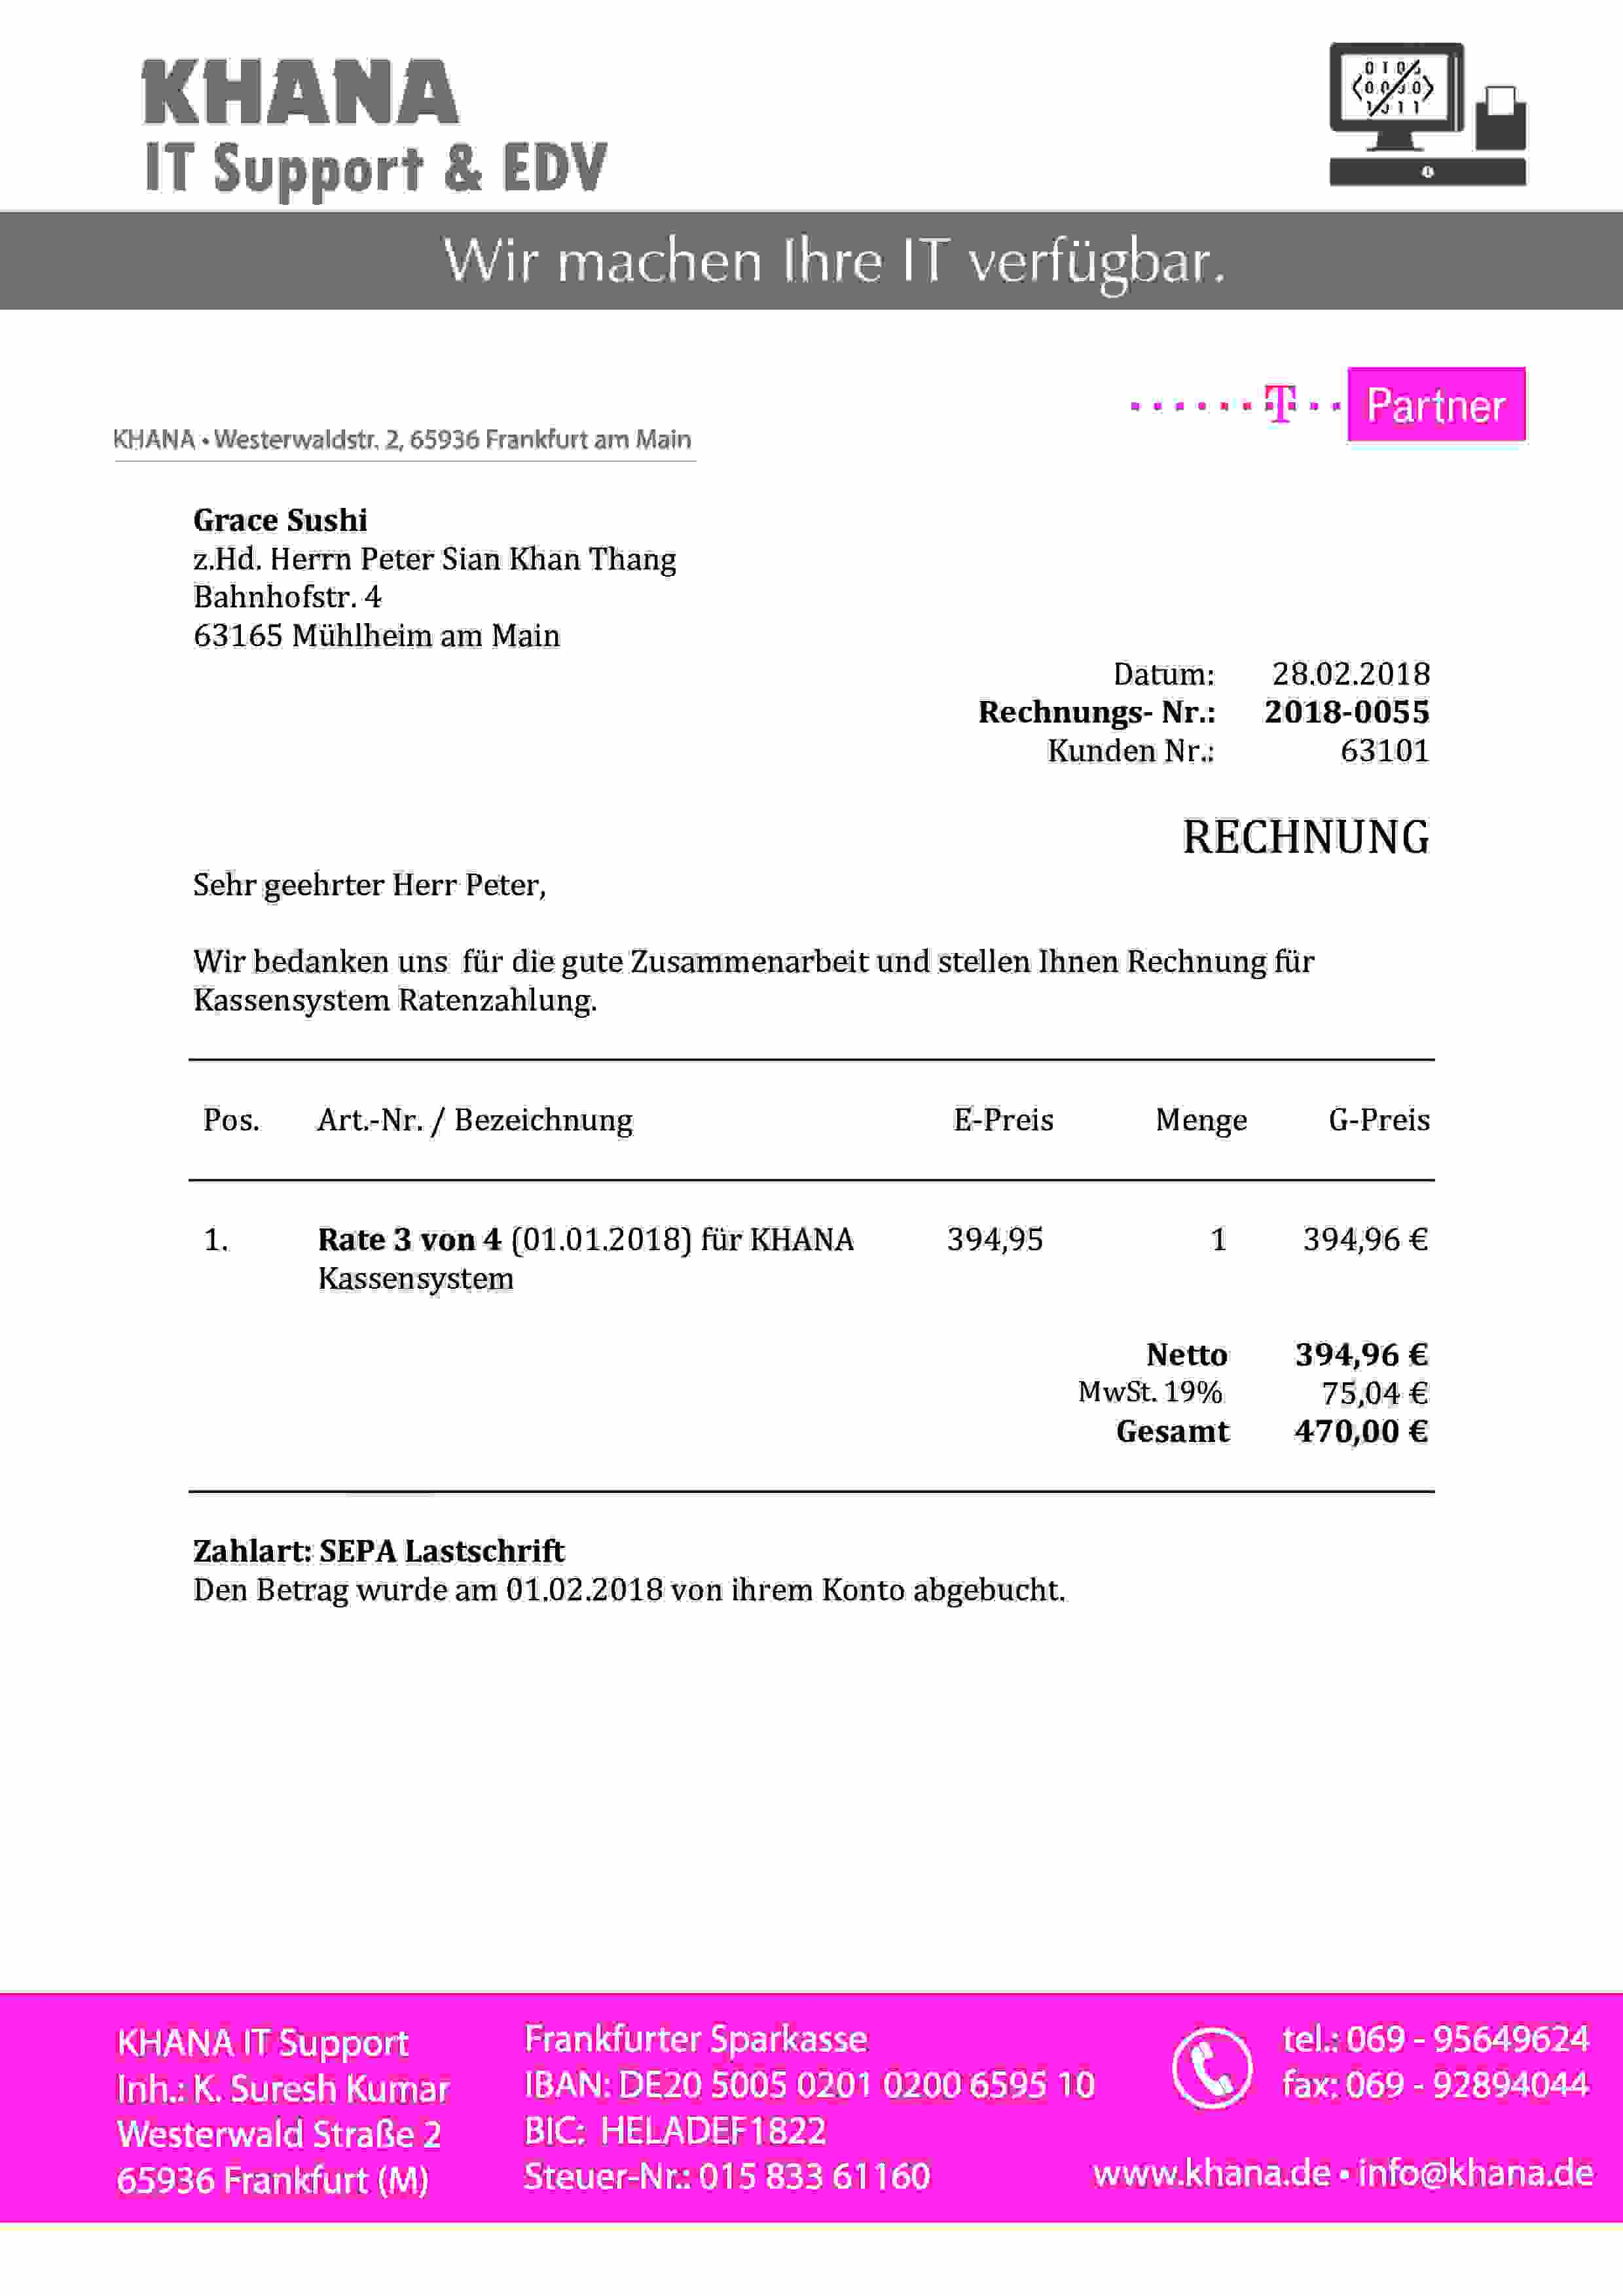 KHANA
IT Support & EDV
Wir machen Ihre IT verfügbar.
T Partner
KHANA • Westerwaldstr. 2, 65936 Frankfurt am Main
Grace Sushi
z.Hd. Herrn Peter Sian Khan Thang
Bahnhofstr. 4
63165 Mühlheim am Main
Datum: 28.02.2018
Rechnungs- Nr.: 2018-0055
Kunden Nr.: 63101
RECHNUNG
Sehr geehrter Herr Peter,
Wir bedanken uns für die gute Zusammenarbeit und stellen Ihnen Rechnung für
Kassensystem Ratenzahlung.
Pos. Art.-Nr. / Bezeichnung E-Preis Menge G-Preis
1. Rate 3 von 4 (01.01.2018) für KHANA 394,95 1 394,96 €
Kassensystem
Netto 394,96 €
MwSt. 19% 75,04 €
Gesamt 470,00 €
Zahlart: SEPA Lastschrift
Den Betrag wurde am 01.02.2018 von ihrem Konto abgebucht.
KHANA IT Support
Inh.: K. Suresh Kumar
Westerwald Straße 2
65936 Frankfurt (M)
Frankfurter Sparkasse
IBAN: DE20 5005 0201 0200 6595 10
BIC: HELADEF1822
Steuer-Nr.: 015 833 61160
tel.: 069 - 95649624
fax: 069 - 92894044
www.khana.de • info@khana.de